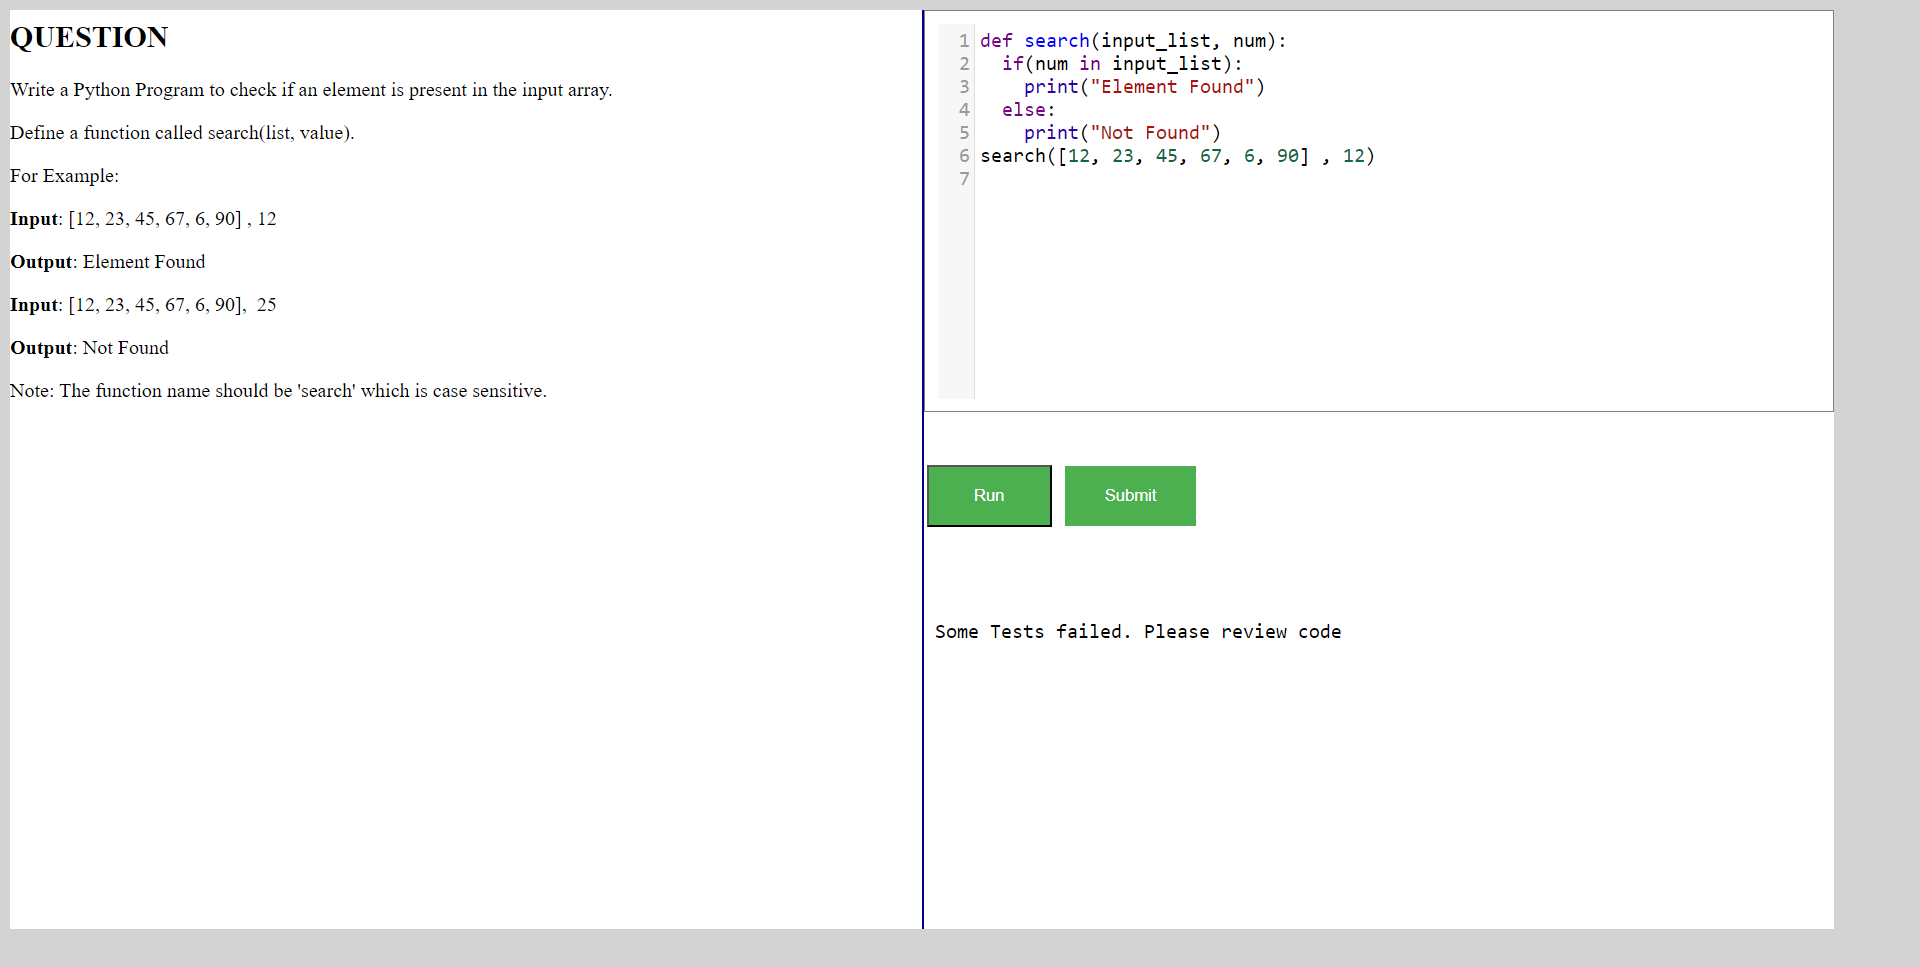 QUESTION
Write a Python Program to check if an element is present in the input array.
Define a function called search(list, value).
For Example:
Input: [12, 23, 45, 67, 6, 90] , 12
Output: Element Found
Input: [12, 23, 45, 67, 6, 90],  25
Output: Not Found
Note: The function name should be 'search' which is case sensitive.
1 def search(input_list, num):
2   if(num in input_list):
3     print("Element Found")
4   else:
5     print("Not Found")
6 search([12, 23, 45, 67, 6, 90] , 12)
7
Run Submit
Some Tests failed. Please review code